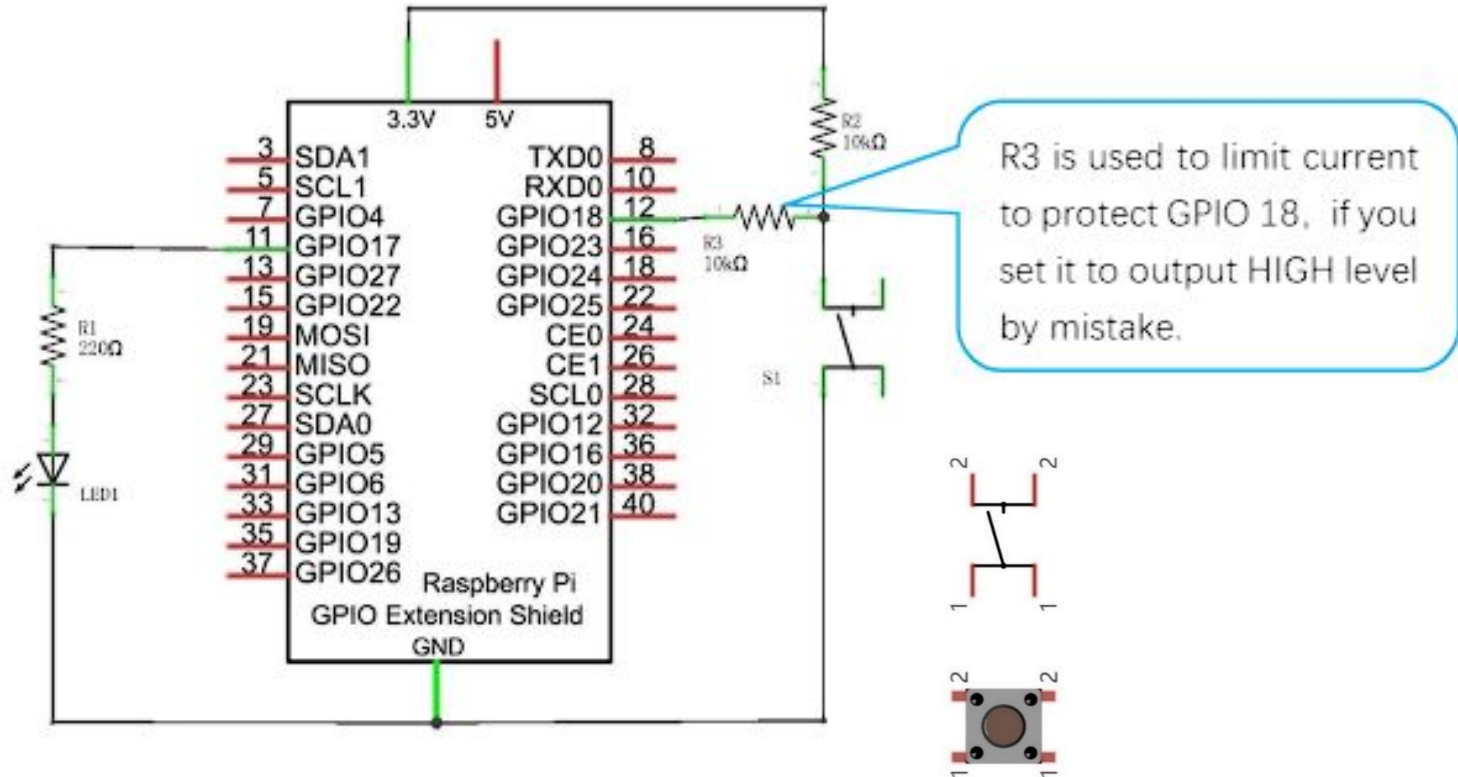 3.3V 5V
3 SDA1 TXD0 8
5 SCL1 RXD0 10
7 GPIO4 GPIO18 12
11 GPIO17 GPIO23 16
13 GPIO27 GPIO24 18
15 GPIO22 GPIO25 22
19 MOSI CE0 24
21 MISO CE1 26
23 SCLK SCL0 28
27 SDA0 GPIO12 32
29 GPIO5 GPIO16 36
31 GPIO6 GPIO20 38
33 GPIO13 GPIO21 40
35 GPIO19
37 GPIO26
Raspberry Pi
GPIO Extension Shield
GND
R1
220Ω
LED1
R2
10kΩ
R3
10kΩ
S1
R3 is used to limit current
to protect GPIO 18, if you
set it to output HIGH level
by mistake.
2 2
1 1
2 2
1 1